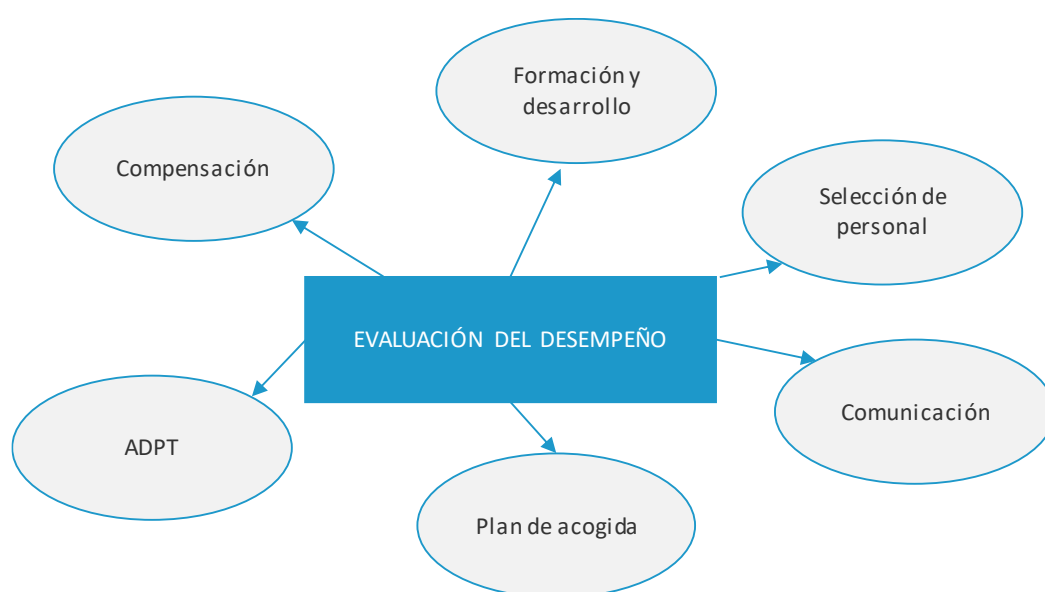 Formación y
desarrollo
Compensación
Selección de
personal
EVALUACIÓN DEL DESEMPEÑO
Comunicación
ADPT
Plan de acogida